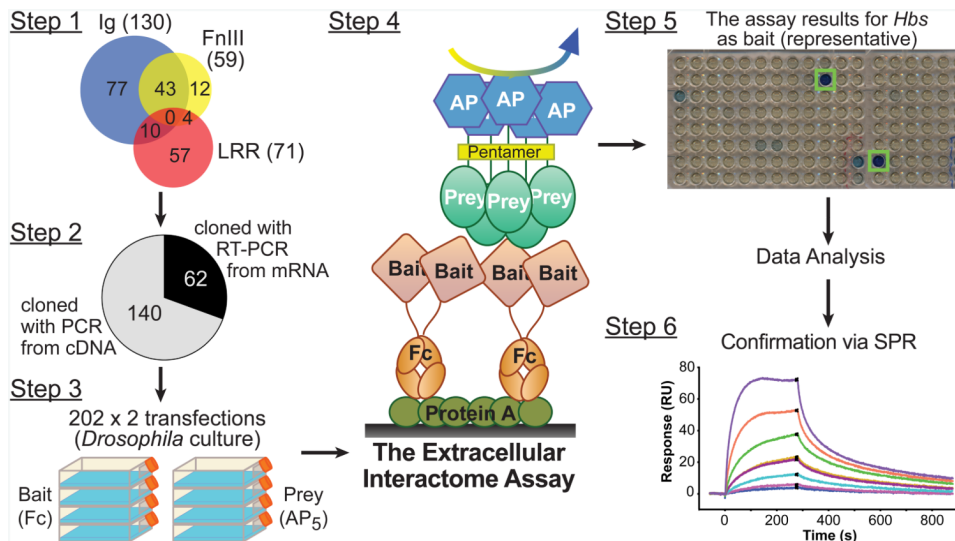 Step 1
Ig (130)
FnIII
(59)
77
43
12
0
4
10
57
LRR (71)
Step 2
cloned with
RT-PCR
from mRNA
62
140
cloned
with PCR
from cDNA
Step 3
202 x 2 transfections
(Drosophila culture)
Bait
(Fc)
Prey
(AP5)
Step 4
AP
AP
AP
Pentamer
Prey
Prey
Prey
Bait
Bait
Bait
Bait
Fc
Fc
Protein A
The Extracellular
Interactome Assay
Step 5
The assay results for Hbs
as bait (representative)
Data Analysis
Step 6
Confirmation via SPR
Response (RU)
80
60
40
20
0
0
200
400
600
800
Time (s)